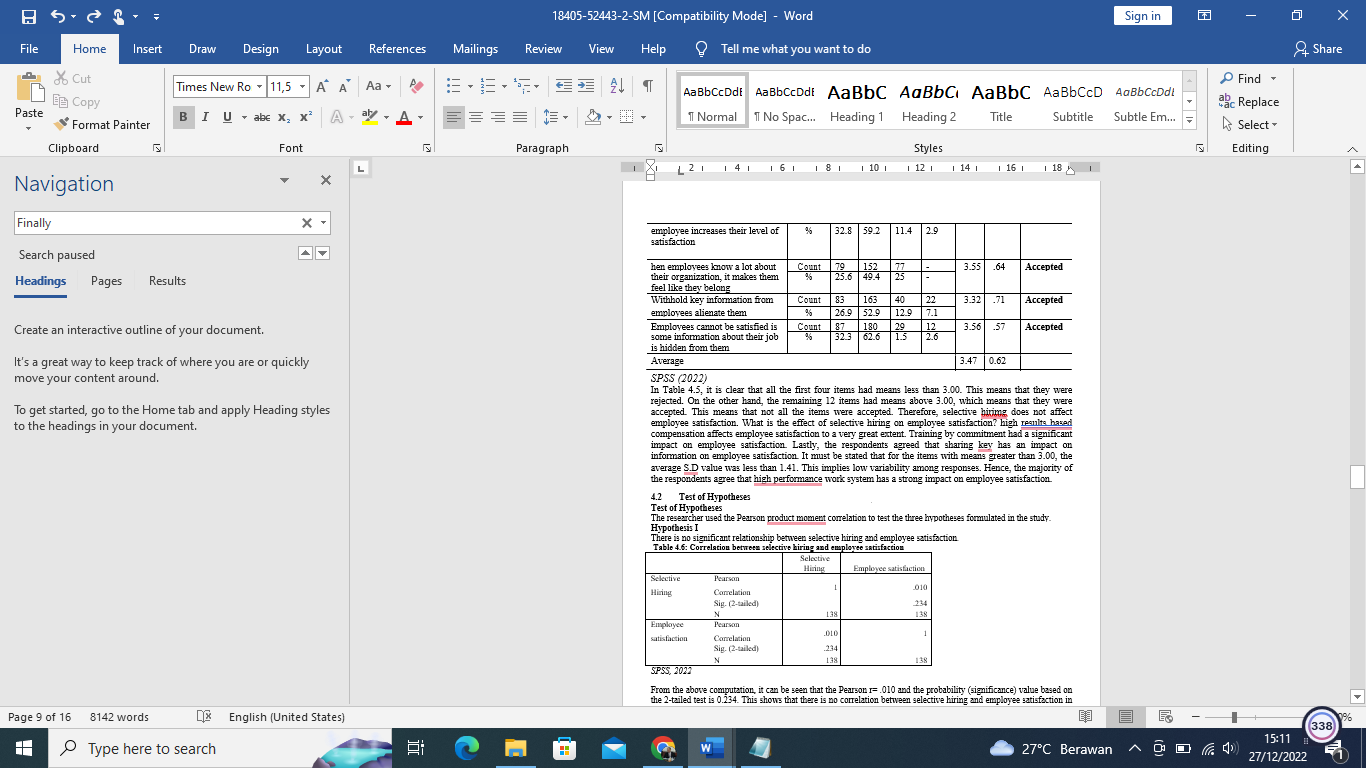 18405-52443-2-SM [Compatibility Mode] - Word
Sign in
File Home Insert Draw Design Layout References Mailings Review View Help Tell me what you want to do Share
Paste
Cut
Copy
Format Painter
Clipboard
Times New Ro 11,5
Font
Paragraph
AaBbCcDdE AaBbCcDdE AaBbC AaBbCc AaBbC AaBbCcD AaBbCcDdE
¶ Normal ¶ No Spac... Heading 1 Heading 2 Title Subtitle Subtle Em...
Styles
Find
Replace
Select
Editing
Navigation
Finally
Search paused
Headings Pages Results
Create an interactive outline of your document.
It's a great way to keep track of where you are or quickly
move your content around.
To get started, go to the Home tab and apply Heading styles
to the headings in your document.
2 4 6 8 10 12 14 16 18
employee increases their level of % 32.8 59.2 11.4 2.9
satisfaction
hen employees know a lot about Count 79 152 77 - 3.55 .64 Accepted
their organization, it makes them % 25.6 49.4 25 -
feel like they belong
Withhold key information from Count 83 163 40 22 3.32 .71 Accepted
employees alienate them % 26.9 52.9 12.9 7.1
Employees cannot be satisfied is Count 87 180 29 12 3.56 .57 Accepted
some information about their job % 32.3 62.6 1.5 2.6
is hidden from them
Average 3.47 0.62
SPSS (2022)
In Table 4.5, it is clear that all the first four items had means less than 3.00. This means that they were
rejected. On the other hand, the remaining 12 items had means above 3.00, which means that they were
accepted. This means that not all the items were accepted. Therefore, selective hirimg does not affect
employee satisfaction. What is the effect of selective hiring on employee satisfaction? high results based
compensation affects employee satisfaction to a very great extent. Training by commitment had a significant
impact on employee satisfaction. Lastly, the respondents agreed that sharing key has an impact on
information on employee satisfaction. It must be stated that for the items with means greater than 3.00, the
average S.D value was less than 1.41. This implies low variability among responses. Hence, the majority of
the respondents agree that high performance work system has a strong impact on employee satisfaction.
4.2 Test of Hypotheses
Test of Hypotheses
The researcher used the Pearson product moment correlation to test the three hypotheses formulated in the study.
Hypothesis I
There is no significant relationship between selective hiring and employee satisfaction.
Table 4.6: Correlation between selective hiring and employee satisfaction
Selective
Hiring Employee satisfaction
Selective Pearson
Hiring Correlation 1 .010
Sig. (2-tailed) .234
N 138 138
Employee Pearson
satisfaction Correlation .010 1
Sig. (2-tailed) .234
N 138 138
SPSS, 2022
From the above computation, it can be seen that the Pearson r= .010 and the probability (significance) value based on
the 2-tailed test is 0.234. This shows that there is no correlation between selective hiring and employee satisfaction in
Page 9 of 16 8142 words English (United States)
338
Type here to search
27°C Berawan
15:11
27/12/2022
1